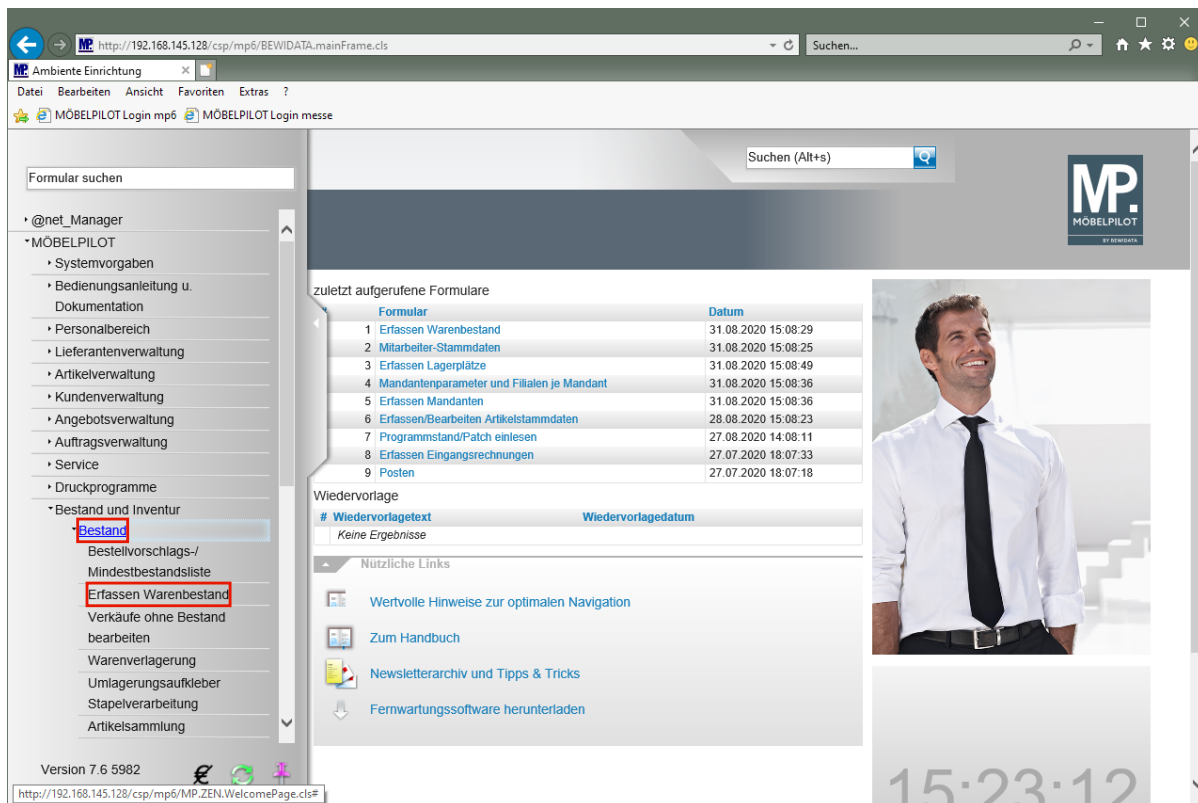 http://192.168.145.128/csp/mp6/BEWIDATA.mainFrame.cls
Suchen...
MP. Ambiente Einrichtung
Datei Bearbeiten Ansicht Favoriten Extras ?
MÖBELPILOT Login mp6 MÖBELPILOT Login messe
Formular suchen
Suchen (Alt+s)
MP.
MÖBELPILOT
BY BEWIDATA
@net_Manager
MÖBELPILOT
Systemvorgaben
Bedienungsanleitung u.
Dokumentation
Personalbereich
Lieferantenverwaltung
Artikelverwaltung
Kundenverwaltung
Angebotsverwaltung
Auftragsverwaltung
Service
Druckprogramme
Bestand und Inventur
Bestand
Bestellvorschlags-/
Mindestbestandsliste
Erfassen Warenbestand
Verkäufe ohne Bestand
bearbeiten
Warenverlagerung
Umlagerungsaufkleber
Stapelverarbeitung
Artikelsammlung
Version 7.6 5982
http://192.168.145.128/csp/mp6/MP.ZEN.WelcomePage.cls#
zuletzt aufgerufene Formulare
# Formular Datum
1 Erfassen Warenbestand 31.08.2020 15:08:29
2 Mitarbeiter-Stammdaten 31.08.2020 15:08:25
3 Erfassen Lagerplätze 31.08.2020 15:08:49
4 Mandantenparameter und Filialen je Mandant 31.08.2020 15:08:36
5 Erfassen Mandanten 31.08.2020 15:08:36
6 Erfassen/Bearbeiten Artikelstammdaten 28.08.2020 15:08:23
7 Programmstand/Patch einlesen 27.08.2020 14:08:11
8 Erfassen Eingangsrechnungen 27.07.2020 18:07:33
9 Posten 27.07.2020 18:07:18
Wiedervorlage
# Wiedervorlagetext Wiedervorlagedatum
Keine Ergebnisse
Nützliche Links
Wertvolle Hinweise zur optimalen Navigation
Zum Handbuch
Newsletterarchiv und Tipps & Tricks
Fernwartungssoftware herunterladen
15:23:12